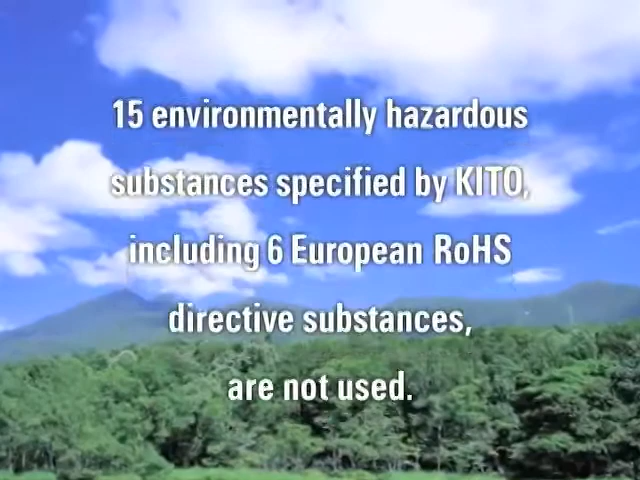 15 environmentally hazardous
substances specified by KITO,
including 6 European RoHS
directive substances,
are not used.